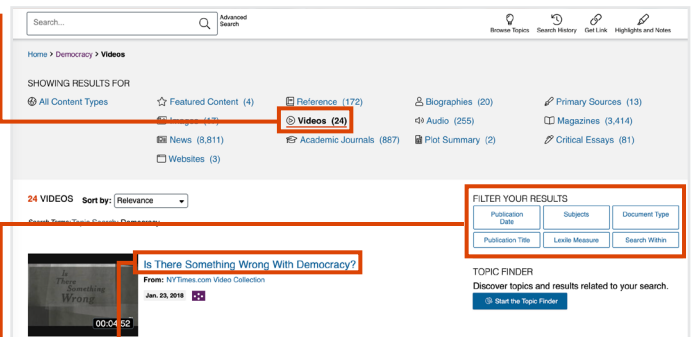 Search...
Advanced
Search
Browse Topics Search History Get Link Highlights and Notes
Home > Democracy > Videos
SHOWING RESULTS FOR
All Content Types Featured Content (4) Reference (172) Biographies (20) Primary Sources (13)
Images (17) Videos (24) Audio (255) Magazines (3,414)
News (8,811) Academic Journals (887) Plot Summary (2) Critical Essays (81)
Websites (3)
24 VIDEOS Sort by: Relevance
Search Terms: Topic Search: Democracy
FILTER YOUR RESULTS
Publication
Date
Subjects Document Type
Publication Title Lexile Measure Search Within
Is There Something Wrong With Democracy?
From: NYTimes.com Video Collection
Jan. 23, 2018
Is
There
Something
Wrong
00:04:52
TOPIC FINDER
Discover topics and results related to your search.
Start the Topic Finder